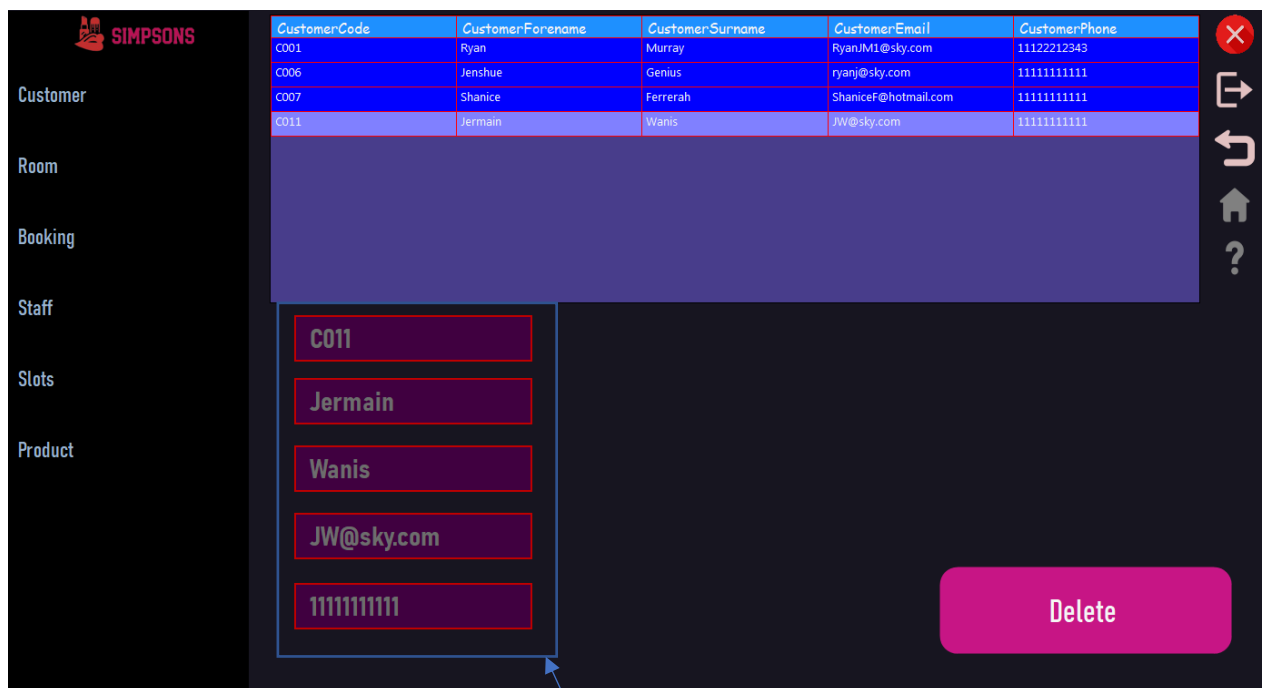 SIMPSONS
Customer
Room
Booking
Staff
Slots
Product
CustomerCode CustomerForename CustomerSurname CustomerEmail CustomerPhone
C001 Ryan Murray RyanJM1@sky.com 11122212343
C006 Jenshue Genius ryanj@sky.com 11111111111
C007 Shanice Ferrerah ShaniceF@hotmail.com 11111111111
C011 Jermain Wanis JW@sky.com 11111111111
C011
Jermain
Wanis
JW@sky.com
11111111111
Delete
?